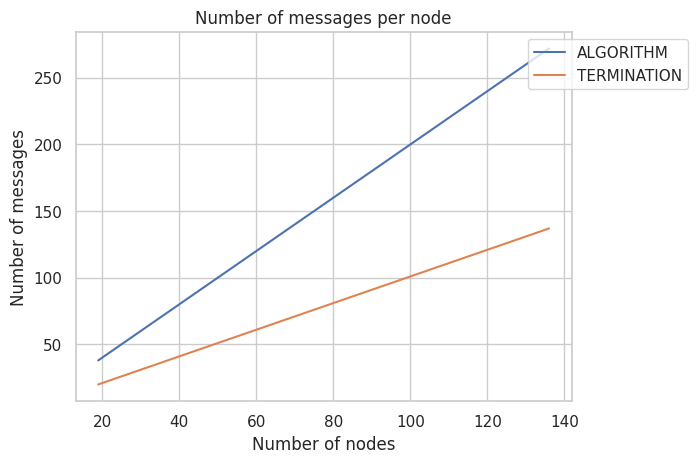 Number of messages per node
ALGORITHM
TERMINATION
Number of messages
250
200
150
100
50
20
40
60
80
100
120
140
Number of nodes